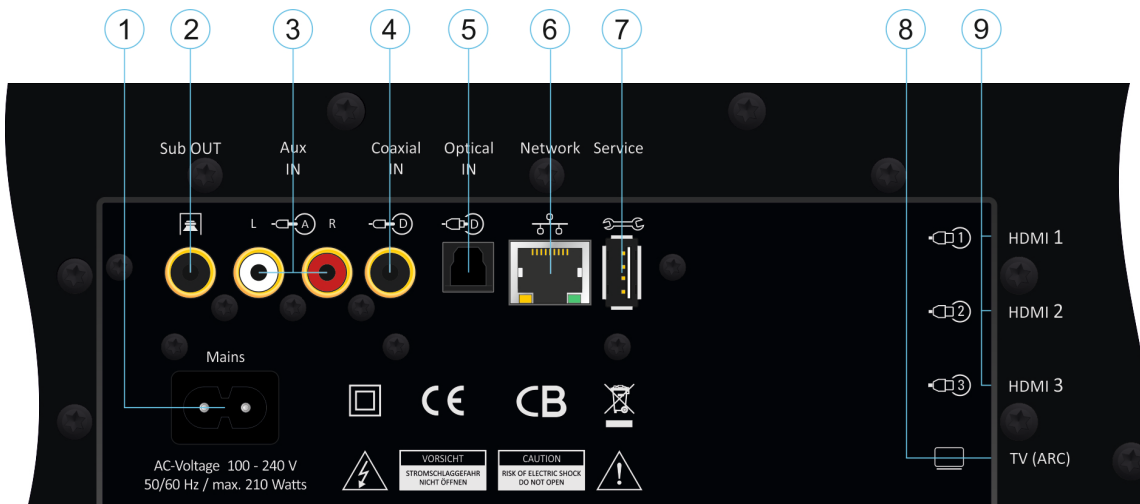 1 2 3 4 5 6 7 8 9
Sub OUT
Aux
IN
Coaxial
IN
Optical
IN
Network
Service
L A R
D
D
1 HDMI 1
2 HDMI 2
3 HDMI 3
TV (ARC)
Mains
AC-Voltage 100 - 240 V
50/60 Hz / max. 210 Watts
CE
CB
VORSICHT
STROMSCHLAGGEFAHR
NICHT ÖFFNEN
CAUTION
RISK OF ELECTRIC SHOCK
DO NOT OPEN
!